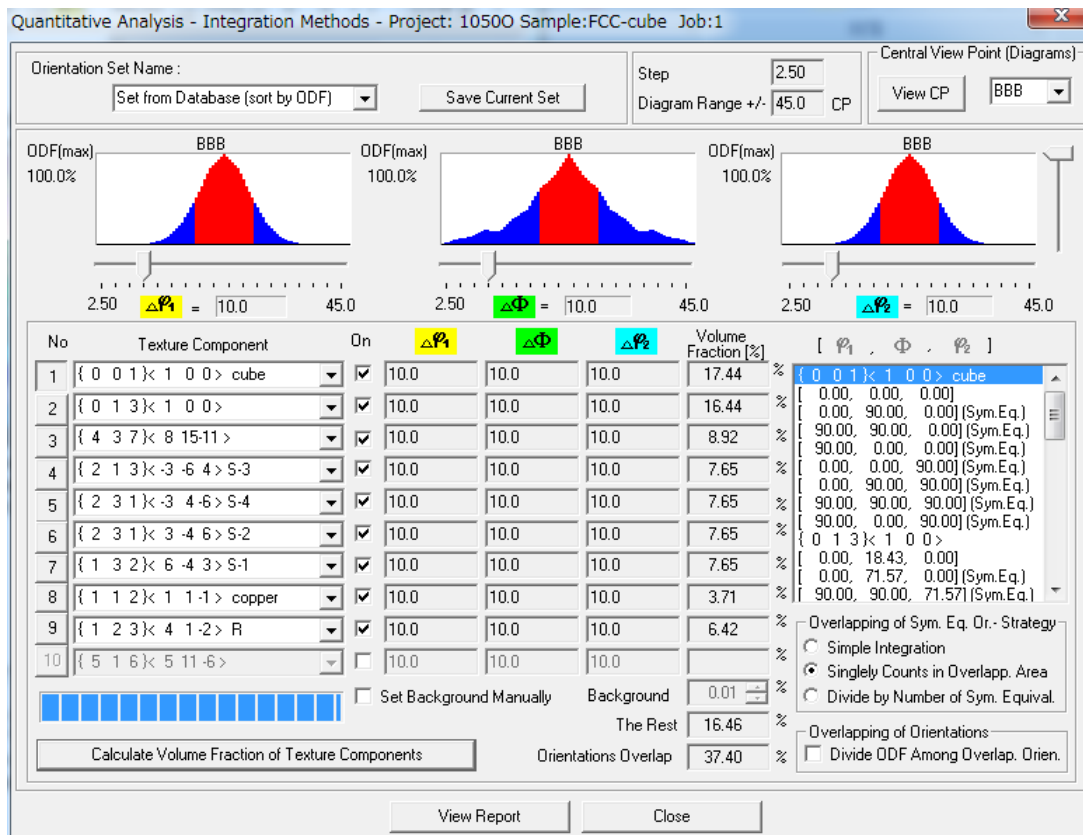 Quantitative Analysis - Integration Methods - Project: 1050O Sample:FCC-cube Job:1
Orientation Set Name :
Set from Database (sort by ODF)
Save Current Set
Step 2.50
Diagram Range +/- 45.0 CP
Central View Point (Diagrams)
View CP BBB
ODF(max) BBB
100.0%
2.50 △φ1 = 10.0 45.0
ODF(max) BBB
100.0%
2.50 △Φ = 10.0 45.0
ODF(max) BBB
100.0%
2.50 △φ2 = 10.0 45.0
No Texture Component On △φ1 △Φ △φ2 Volume Fraction [%]
1 { 0 0 1}< 1 0 0> cube 10.0 10.0 10.0 17.44 %
2 { 0 1 3}< 1 0 0> 10.0 10.0 10.0 16.44 %
3 { 4 3 7}< 8 15-11 > 10.0 10.0 10.0 8.92 %
4 { 2 1 3}<-3 -6 4> S-3 10.0 10.0 10.0 7.65 %
5 { 2 3 1}<-3 4 -6> S-4 10.0 10.0 10.0 7.65 %
6 { 2 3 1}< 3 -4 6> S-2 10.0 10.0 10.0 7.65 %
7 { 1 3 2}< 6 -4 3> S-1 10.0 10.0 10.0 7.65 %
8 { 1 1 2}< 1 1 -1> copper 10.0 10.0 10.0 3.71 %
9 { 1 2 3}< 4 1 -2> R 10.0 10.0 10.0 6.42 %
10 { 5 1 6}< 5 11 -6> 10.0 10.0 10.0 %
Set Background Manually Background 0.01 %
The Rest 16.46 %
Calculate Volume Fraction of Texture Components
Orientations Overlap 37.40 %
[ φ1 , Φ , φ2 ]
{ 0 0 1}< 1 0 0> cube
[ 0.00, 0.00, 0.00]
[ 0.00, 90.00, 0.00] (Sym.Eq.)
[ 90.00, 90.00, 0.00] (Sym.Eq.)
[ 90.00, 0.00, 0.00] (Sym.Eq.)
[ 0.00, 0.00, 90.00] (Sym.Eq.)
[ 0.00, 90.00, 90.00] (Sym.Eq.)
[ 90.00, 90.00, 90.00] (Sym.Eq.)
[ 90.00, 0.00, 90.00] (Sym.Eq.)
{ 0 1 3}< 1 0 0>
[ 0.00, 18.43, 0.00]
[ 0.00, 71.57, 0.00] (Sym.Eq.)
[ 90.00, 90.00, 71.57] (Sym.Eq.)
Overlapping of Sym. Eq. Or.- Strategy
Simple Integration
Singlely Counts in Overlapp. Area
Divide by Number of Sym. Equival.
Overlapping of Orientations
Divide ODF Among Overlap. Orien.
View Report
Close